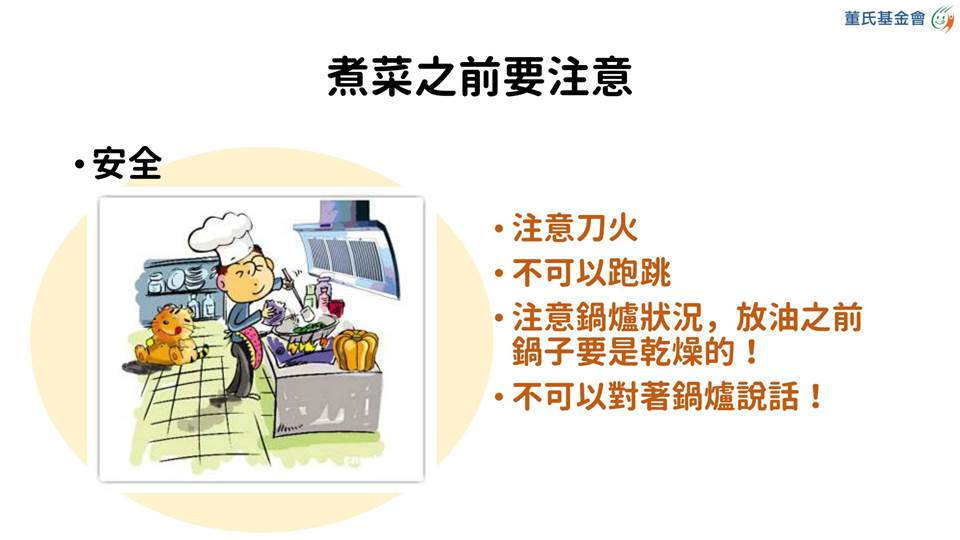 董氏基金會
煮菜之前要注意
• 安全
• 注意刀火
• 不可以跑跳
• 注意鍋爐狀況，放油之前
鍋子要是乾燥的！
• 不可以對著鍋爐說話！